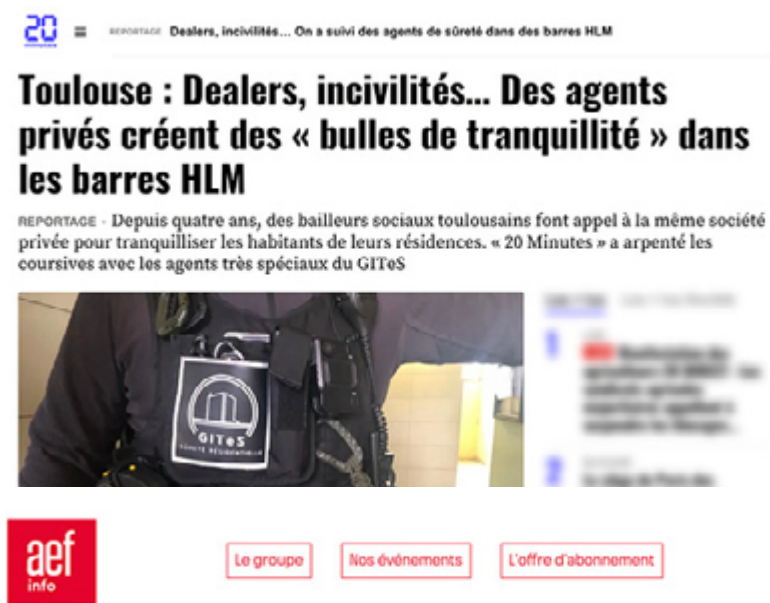 20
REPORTAGE Dealers, incivilités... On a suivi des agents de sûreté dans des barres HLM
Toulouse : Dealers, incivilités... Des agents
privés créent des « bulles de tranquillité » dans
les barres HLM
REPORTAGE - Depuis quatre ans, des bailleurs sociaux toulousains font appel à la même société
privée pour tranquilliser les habitants de leurs résidences. « 20 Minutes » a arpenté les
coursives avec les agents très spéciaux du GITeS
GITeS
SÛRETÉ RÉSIDENTIELLE
1
2
aef
info
Le groupe
Nos événements
L'offre d'abonnement